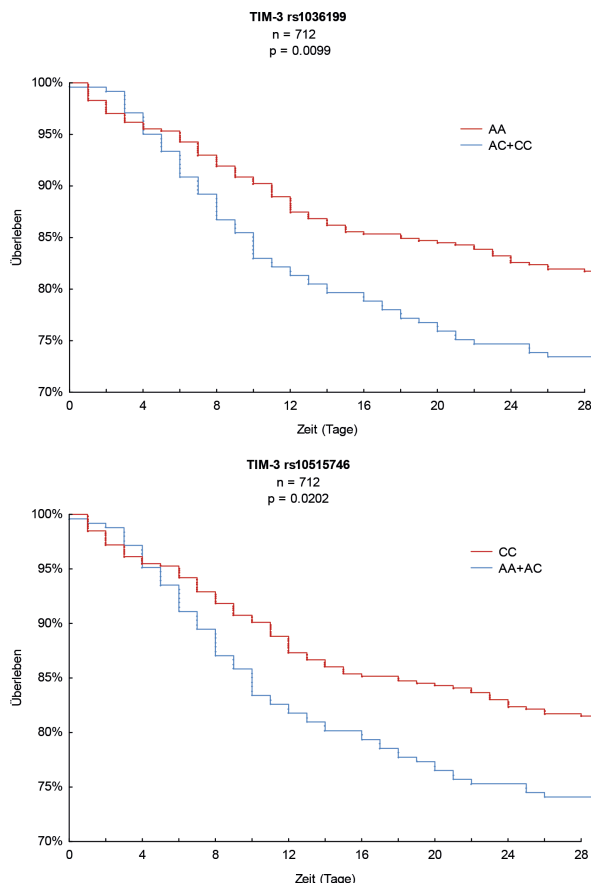 TIM-3 rs1036199
n = 712
p = 0.0099
100%
95%
90%
85%
80%
75%
70%
Überleben
AA
AC+CC
0 4 8 12 16 20 24 28
Zeit (Tage)
TIM-3 rs10515746
n = 712
p = 0.0202
100%
95%
90%
85%
80%
75%
70%
Überleben
CC
AA+AC
0 4 8 12 16 20 24 28
Zeit (Tage)